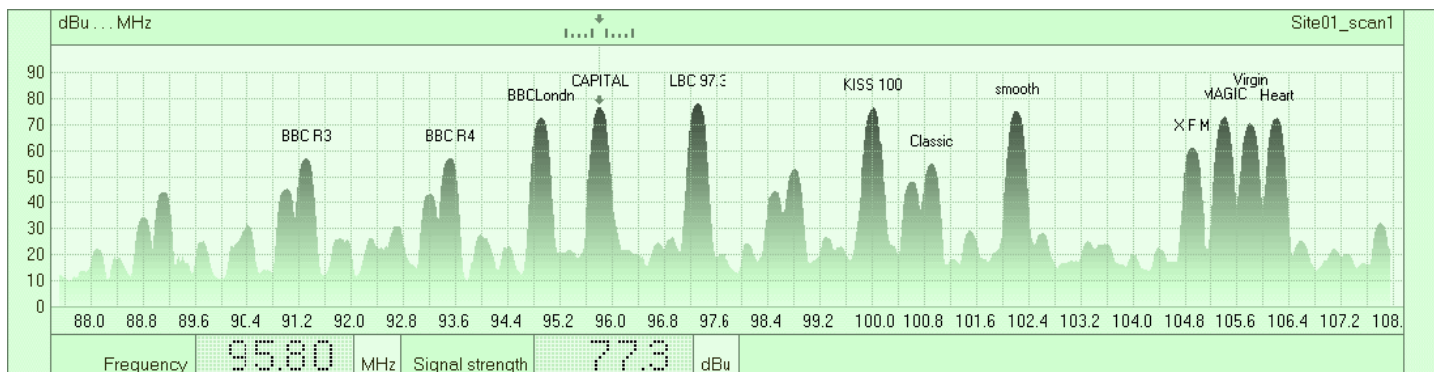 dBu ... MHz Site01_scan1
Virgin
90 CAPITAL LBC 97.3 KISS 100 smooth MAGIC Heart
80 BBCLondn
70 BBC R3 BBC R4 Classic XFM
60
50
40
30
20
10
0
88.0 88.8 89.6 90.4 91.2 92.0 92.8 93.6 94.4 95.2 96.0 96.8 97.6 98.4 99.2 100.0 100.8 101.6 102.4 103.2 104.0 104.8 105.6 106.4 107.2 108.
Frequency 95.80 MHz Signal strength 77.3 dBu